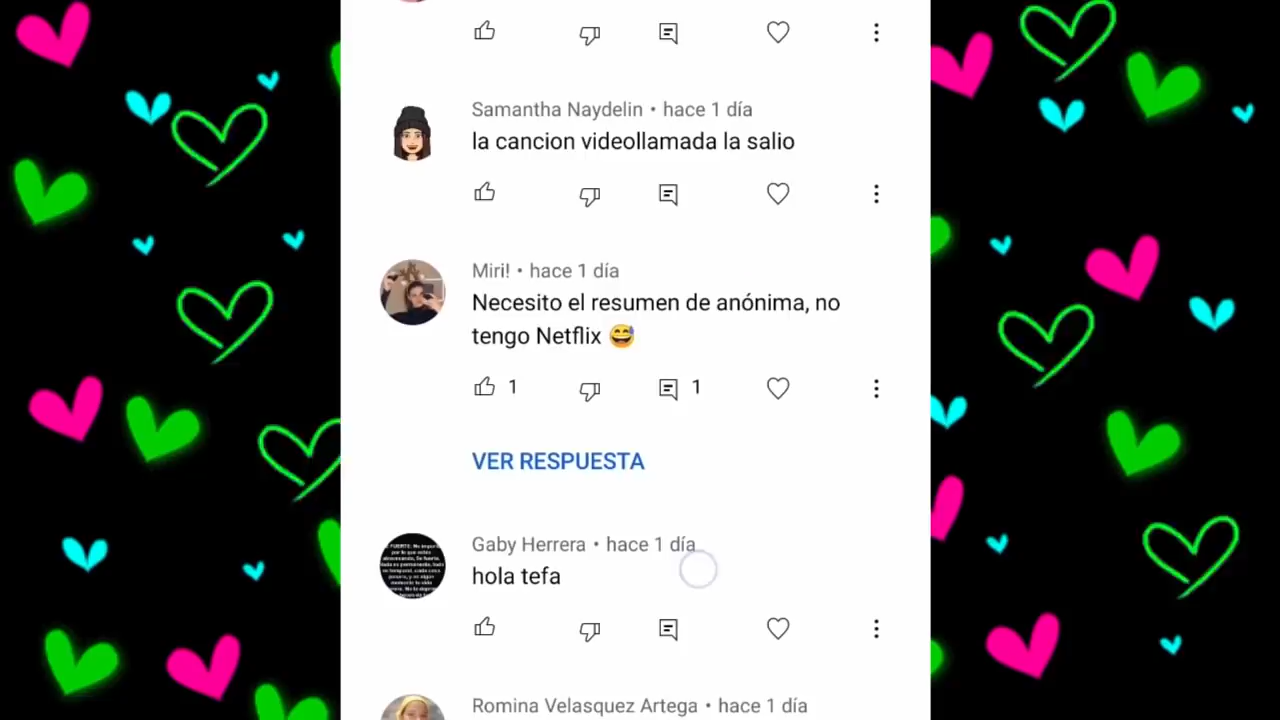 Samantha Naydelin • hace 1 día
la cancion videollamada la salio
Miri! • hace 1 día
Necesito el resumen de anónima, no
tengo Netflix 😅
1
1
VER RESPUESTA
Gaby Herrera • hace 1 día
hola tefa
Romina Velasquez Artega • hace 1 día